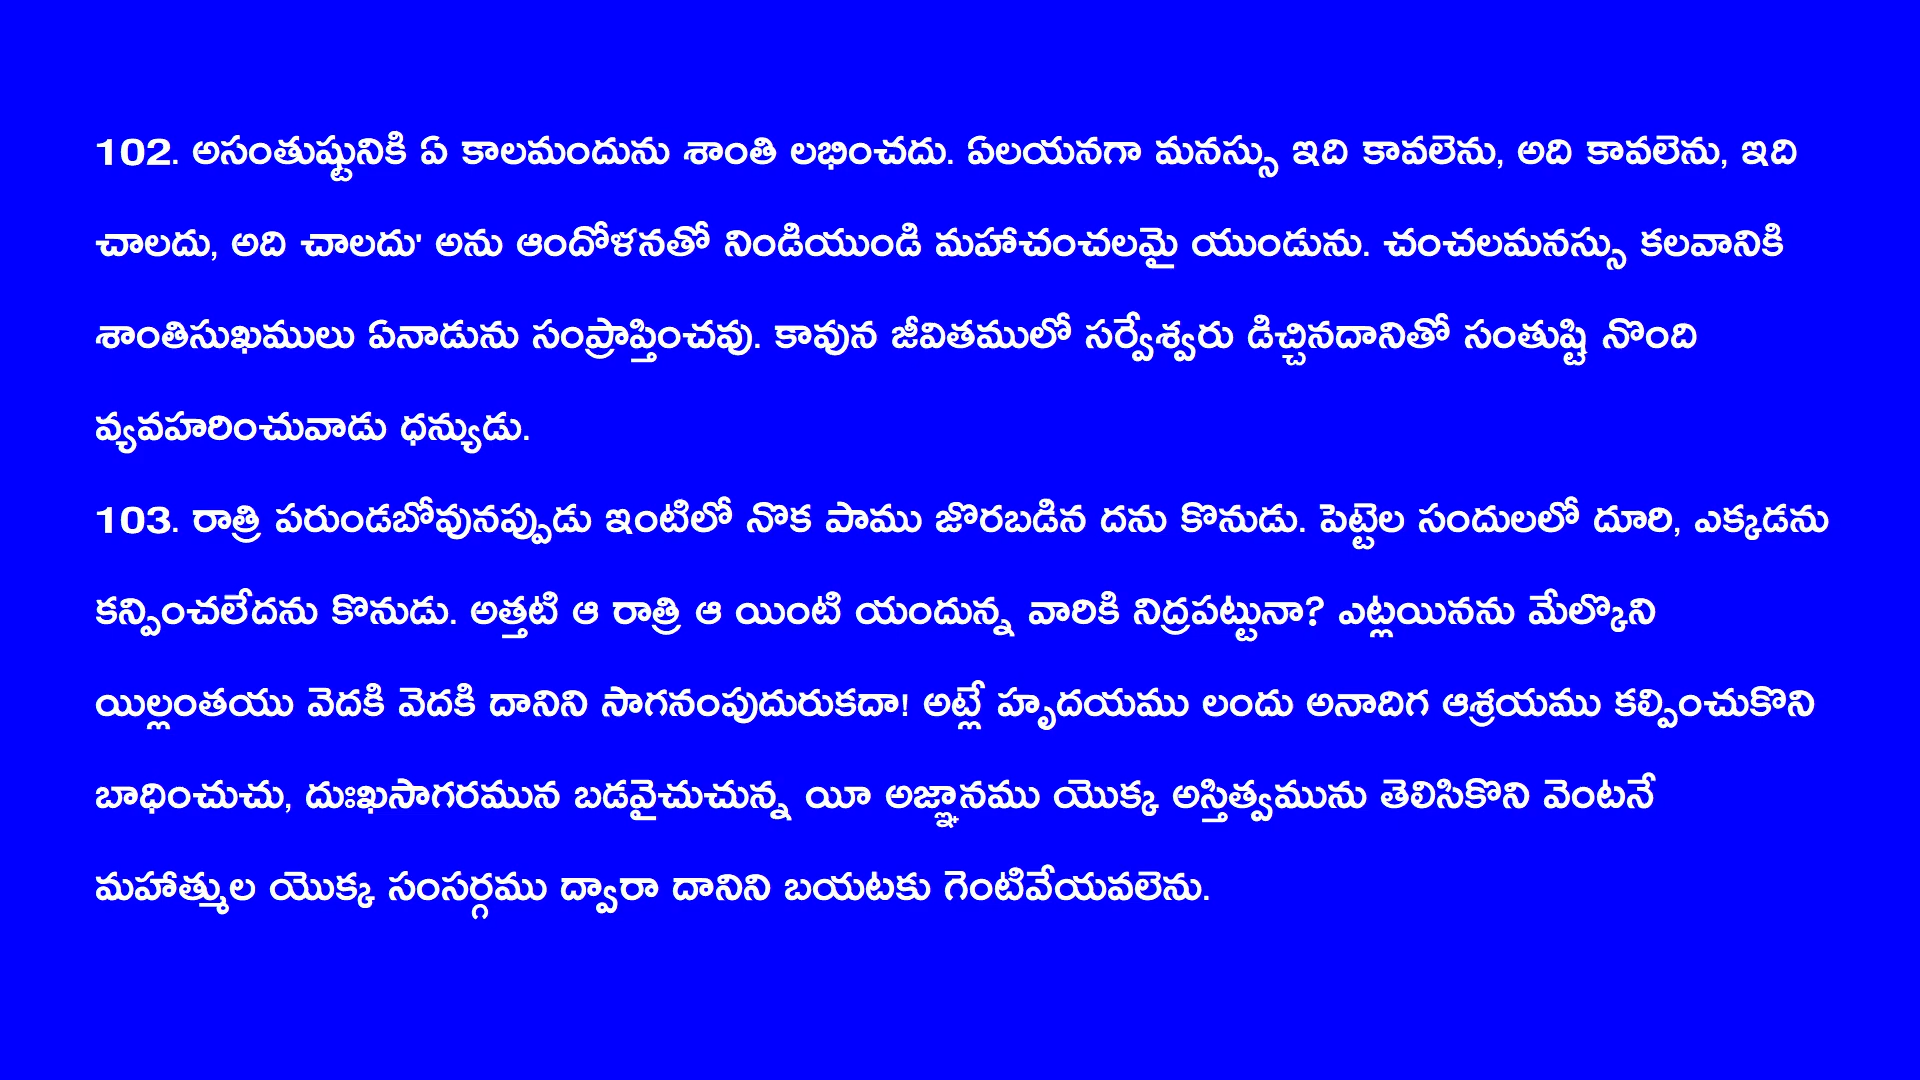 102. అసంతుష్టునికి ఏ కాలమందును శాంతి లభించదు. ఏలయనగా మనస్సు ఇది కావలెను, అది కావలెను, ఇది
చాలదు, అది చాలదు' అను ఆందోళనతో నిండియుండి మహాచంచలమై యుండును. చంచలమనస్సు కలవానికి
శాంతిసుఖములు ఏనాడును సంప్రాప్తించవు. కావున జీవితములో సర్వేశ్వరు డిచ్చినదానితో సంతుష్టి నొంది
వ్యవహరించువాడు ధన్యుడు.
103. రాత్రి పరుండబోవునప్పుడు ఇంటిలో నొక పాము జొరబడిన దను కొనుడు. పెట్టెల సందులలో దూరి, ఎక్కడను
కన్పించలేదను కొనుడు. అత్తటి ఆ రాత్రి ఆ యింటి యందున్న వారికి నిద్రపట్టునా? ఎట్లయినను మేల్కొని
యిల్లంతయు వెదకి వెదకి దానిని సాగనంపుదురుకదా! అట్లే హృదయము లందు అనాదిగ ఆశ్రయము కల్పించుకొని
బాధించుచు, దుఃఖసాగరమున బడవైచుచున్న యీ అజ్ఞానము యొక్క అస్తిత్వమును తెలిసికొని వెంటనే
మహాత్ముల యొక్క సంసర్గము ద్వారా దానిని బయటకు గెంటివేయవలెను.